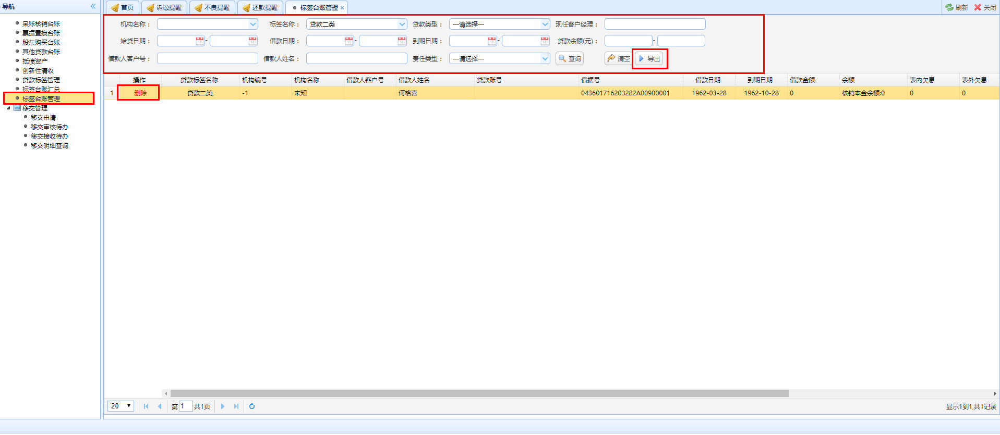 导航
呆账核销台账
票据置换台账
股东购买台账
其他贷款台账
抵债资产
创新性清收
贷款标签管理
标签台账汇总
标签台账管理
移交管理
移交申请
移交审核待办
移交接收待办
移交明细查询
首页 诉讼提醒 不良提醒 还款提醒 标签台账管理 × 刷新 关闭
机构名称： 标签名称： 贷款二类 贷款类型： ---请选择--- 现任客户经理：
始贷日期： - 借款日期： - 到期日期： - 贷款余额(元)： -
借款人客户号： 借款人姓名： 责任类型： ---请选择--- 查询 清空 导出
操作 贷款标签名称 机构编号 机构名称 借款人客户号 借款人姓名 贷款账号 借据号 借款日期 到期日期 借款金额 余额 表内欠息 表外欠息
1 删除 贷款二类, -1 未知 何格喜 043601716203282A00900001 1962-03-28 1962-10-28 0 核销本金余额:0 0 0
20 第 1 共1页 显示1到1,共1记录